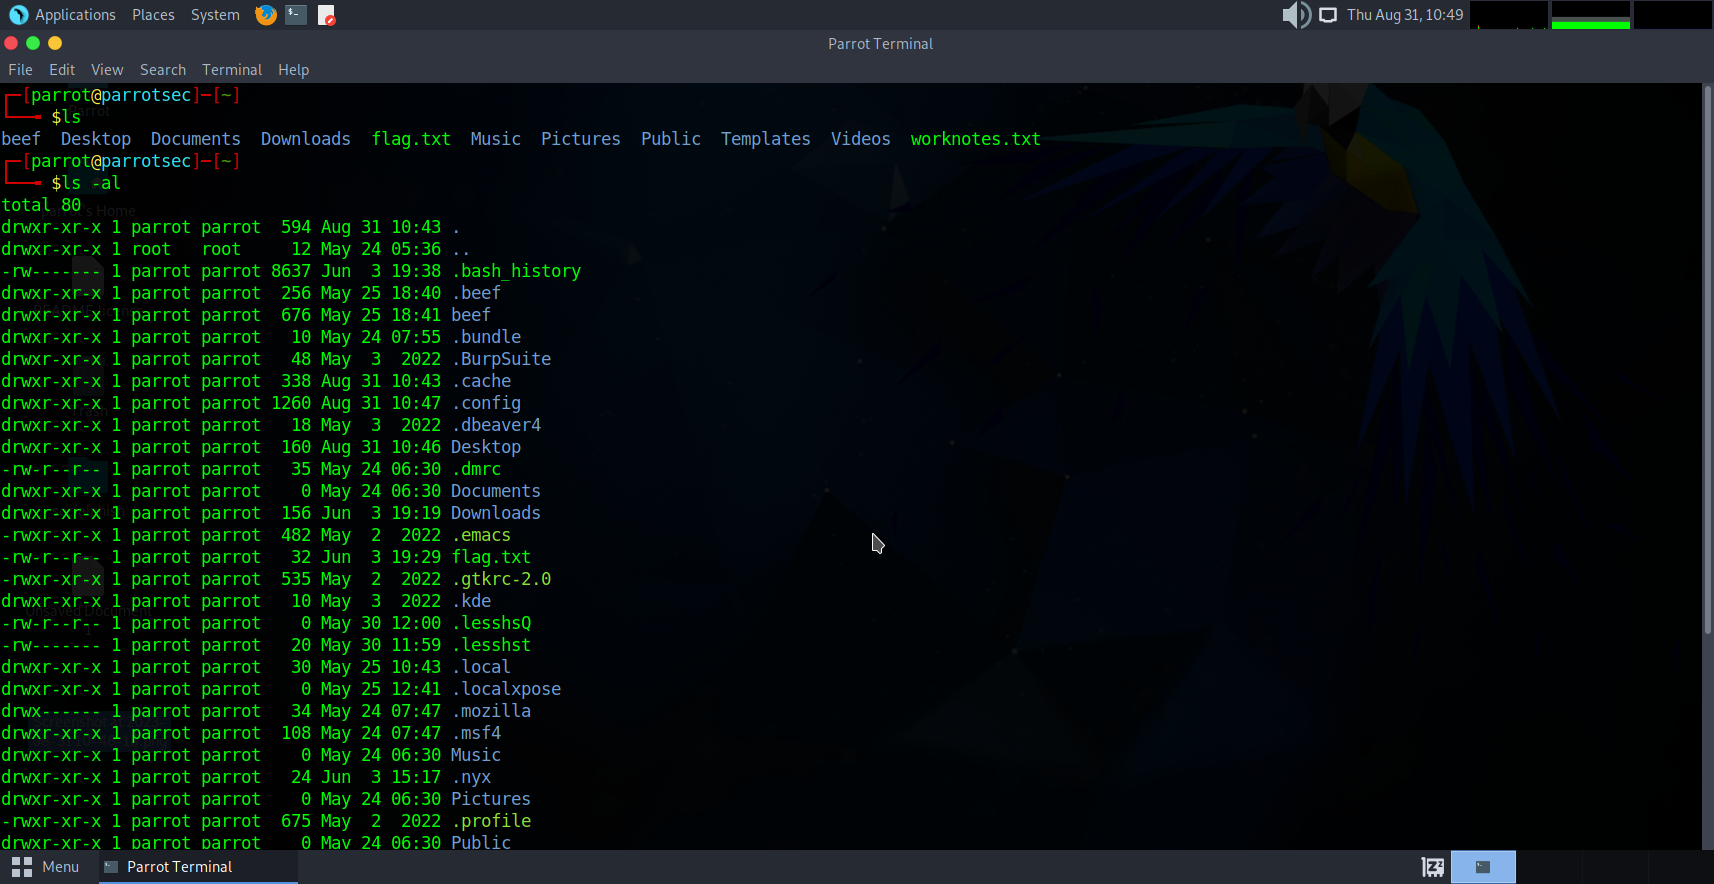 Applications Places System Thu Aug 31, 10:49
Parrot Terminal
File Edit View Search Terminal Help
┌─[parrot@parrotsec]─[~]
└──╼ $ls
beef Desktop Documents Downloads flag.txt Music Pictures Public Templates Videos worknotes.txt
┌─[parrot@parrotsec]─[~]
└──╼ $ls -al
total 80
drwxr-xr-x 1 parrot parrot 594 Aug 31 10:43 .
drwxr-xr-x 1 root root 12 May 24 05:36 ..
-rw------- 1 parrot parrot 8637 Jun 3 19:38 .bash_history
drwxr-xr-x 1 parrot parrot 256 May 25 18:40 .beef
drwxr-xr-x 1 parrot parrot 676 May 25 18:41 beef
drwxr-xr-x 1 parrot parrot 10 May 24 07:55 .bundle
drwxr-xr-x 1 parrot parrot 48 May 3 2022 .BurpSuite
drwxr-xr-x 1 parrot parrot 338 Aug 31 10:43 .cache
drwxr-xr-x 1 parrot parrot 1260 Aug 31 10:47 .config
drwxr-xr-x 1 parrot parrot 18 May 3 2022 .dbeaver4
drwxr-xr-x 1 parrot parrot 160 Aug 31 10:46 Desktop
-rw-r--r-- 1 parrot parrot 35 May 24 06:30 .dmrc
drwxr-xr-x 1 parrot parrot 0 May 24 06:30 Documents
drwxr-xr-x 1 parrot parrot 156 Jun 3 19:19 Downloads
-rwxr-xr-x 1 parrot parrot 482 May 2 2022 .emacs
-rw-r--r-- 1 parrot parrot 32 Jun 3 19:29 flag.txt
-rwxr-xr-x 1 parrot parrot 535 May 2 2022 .gtkrc-2.0
drwxr-xr-x 1 parrot parrot 10 May 3 2022 .kde
-rw-r--r-- 1 parrot parrot 0 May 30 12:00 .lesshsQ
-rw------- 1 parrot parrot 20 May 30 11:59 .lesshst
drwxr-xr-x 1 parrot parrot 30 May 25 10:43 .local
drwxr-xr-x 1 parrot parrot 0 May 25 12:41 .localxpose
drwx------ 1 parrot parrot 34 May 24 07:47 .mozilla
drwxr-xr-x 1 parrot parrot 108 May 24 07:47 .msf4
drwxr-xr-x 1 parrot parrot 0 May 24 06:30 Music
drwxr-xr-x 1 parrot parrot 24 Jun 3 15:17 .nyx
drwxr-xr-x 1 parrot parrot 0 May 24 06:30 Pictures
-rwxr-xr-x 1 parrot parrot 675 May 2 2022 .profile
drwxr-xr-x 1 parrot parrot 0 May 24 06:30 Public
Menu Parrot Terminal